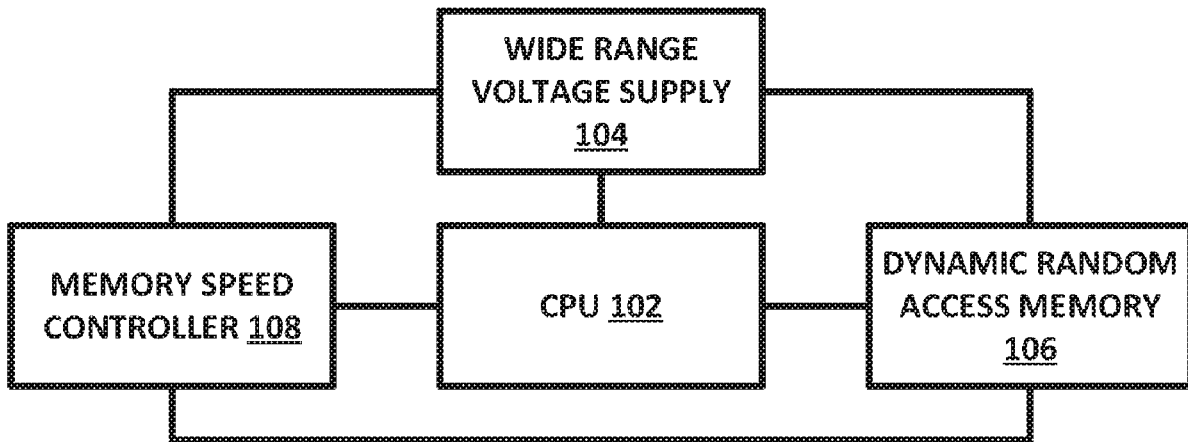 WIDE RANGE
VOLTAGE SUPPLY
104
MEMORY SPEED
CONTROLLER 108
CPU 102
DYNAMIC RANDOM
ACCESS MEMORY
106